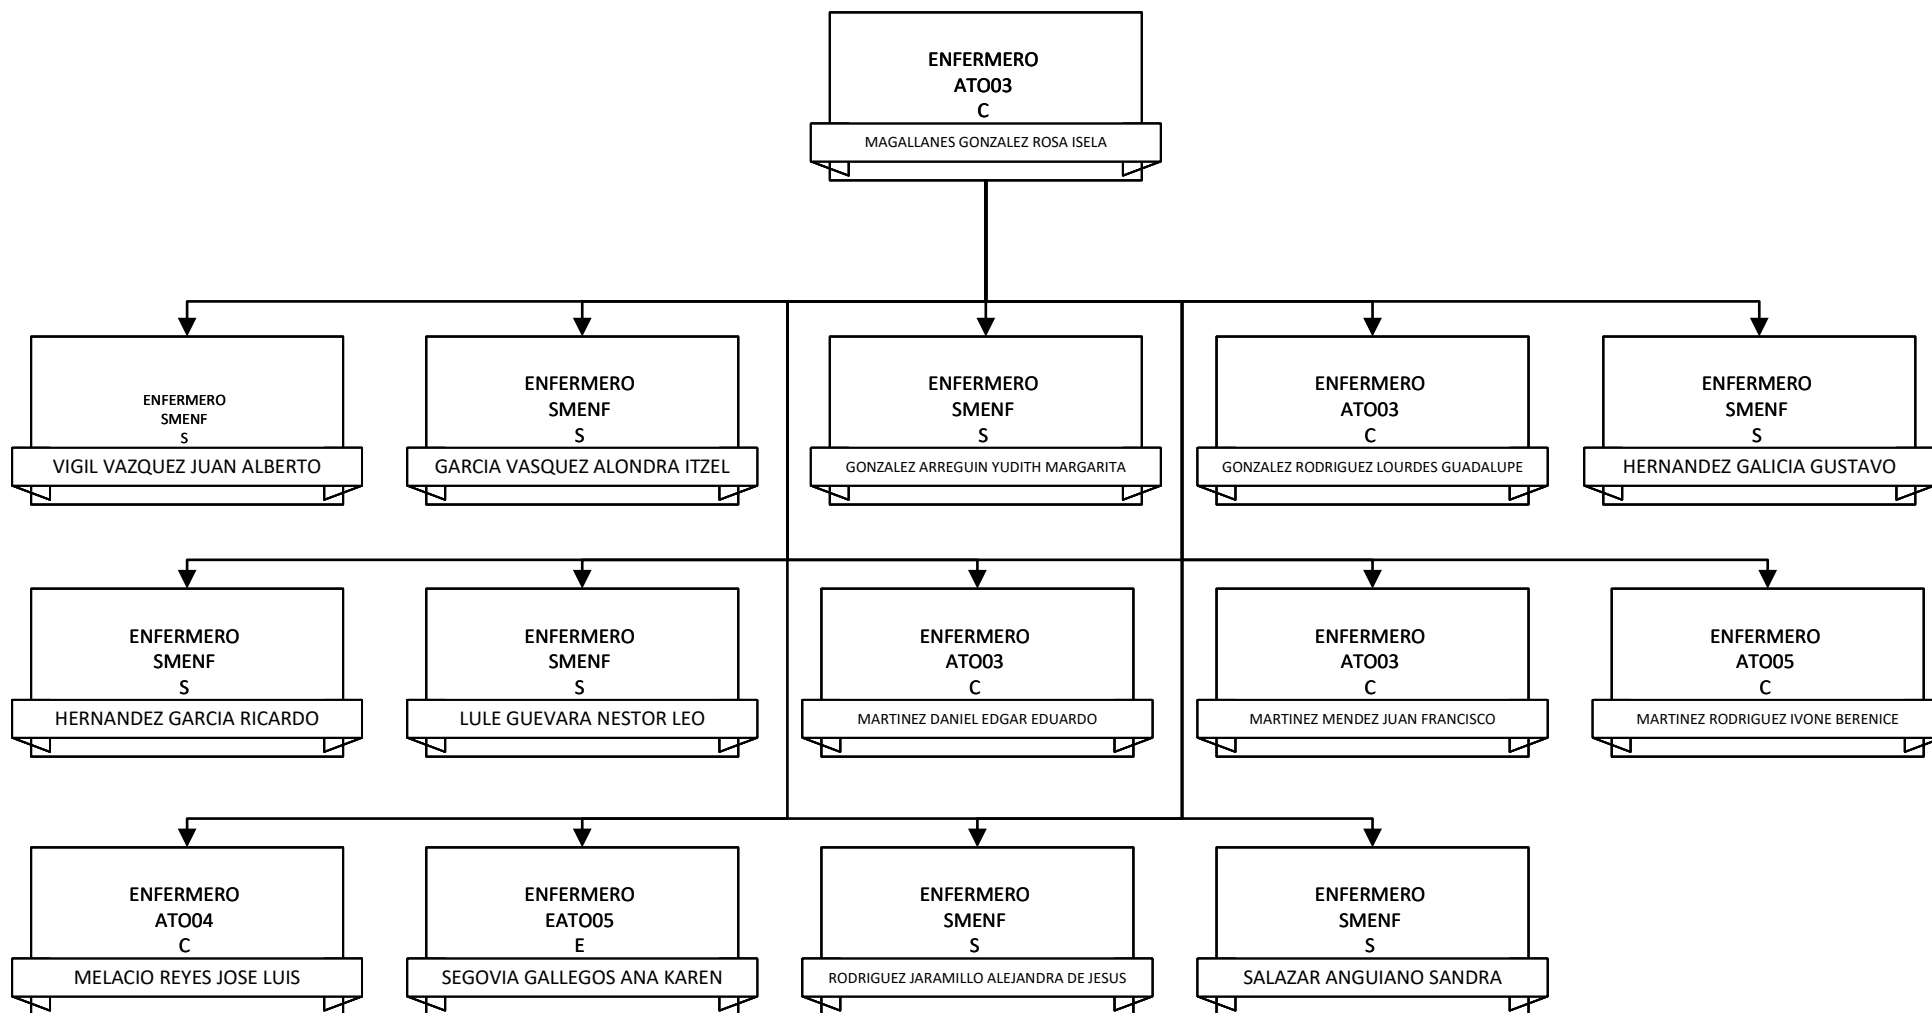 ENFERMERO
ATO03
C
MAGALLANES GONZALEZ ROSA ISELA
ENFERMERO
SMENF
S
VIGIL VAZQUEZ JUAN ALBERTO
ENFERMERO
SMENF
S
GARCIA VASQUEZ ALONDRA ITZEL
ENFERMERO
SMENF
S
GONZALEZ ARREGUIN YUDITH MARGARITA
ENFERMERO
ATO03
C
GONZALEZ RODRIGUEZ LOURDES GUADALUPE
ENFERMERO
SMENF
S
HERNANDEZ GALICIA GUSTAVO
ENFERMERO
SMENF
S
HERNANDEZ GARCIA RICARDO
ENFERMERO
SMENF
S
LULE GUEVARA NESTOR LEO
ENFERMERO
ATO03
C
MARTINEZ DANIEL EDGAR EDUARDO
ENFERMERO
ATO03
C
MARTINEZ MENDEZ JUAN FRANCISCO
ENFERMERO
ATO05
C
MARTINEZ RODRIGUEZ IVONE BERENICE
ENFERMERO
ATO04
C
MELACIO REYES JOSE LUIS
ENFERMERO
EATO05
E
SEGOVIA GALLEGOS ANA KAREN
ENFERMERO
SMENF
S
RODRIGUEZ JARAMILLO ALEJANDRA DE JESUS
ENFERMERO
SMENF
S
SALAZAR ANGUIANO SANDRA